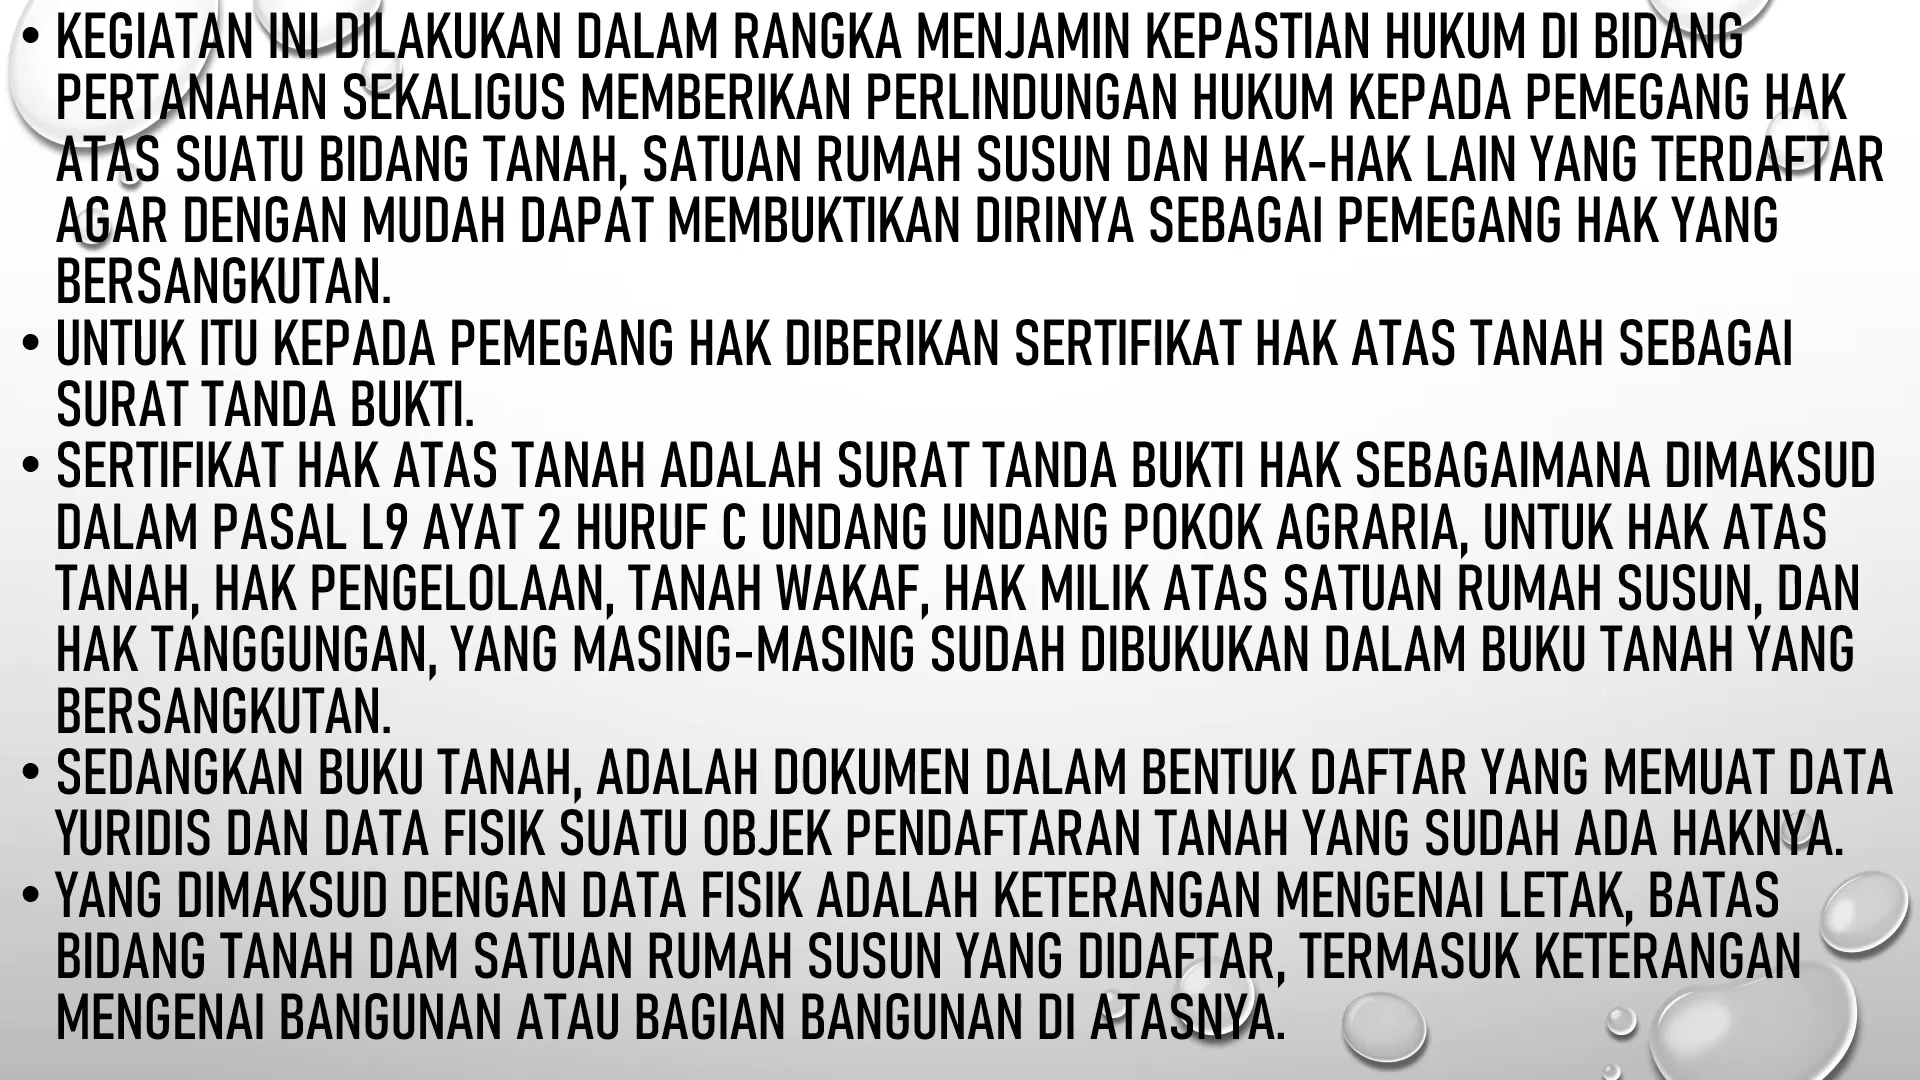 • KEGIATAN INI DILAKUKAN DALAM RANGKA MENJAMIN KEPASTIAN HUKUM DI BIDANG
PERTANAHAN SEKALIGUS MEMBERIKAN PERLINDUNGAN HUKUM KEPADA PEMEGANG HAK
ATAS SUATU BIDANG TANAH, SATUAN RUMAH SUSUN DAN HAK-HAK LAIN YANG TERDAFTAR
AGAR DENGAN MUDAH DAPAT MEMBUKTIKAN DIRINYA SEBAGAI PEMEGANG HAK YANG
BERSANGKUTAN.
• UNTUK ITU KEPADA PEMEGANG HAK DIBERIKAN SERTIFIKAT HAK ATAS TANAH SEBAGAI
SURAT TANDA BUKTI.
• SERTIFIKAT HAK ATAS TANAH ADALAH SURAT TANDA BUKTI HAK SEBAGAIMANA DIMAKSUD
DALAM PASAL L9 AYAT 2 HURUF C UNDANG UNDANG POKOK AGRARIA, UNTUK HAK ATAS
TANAH, HAK PENGELOLAAN, TANAH WAKAF, HAK MILIK ATAS SATUAN RUMAH SUSUN, DAN
HAK TANGGUNGAN, YANG MASING-MASING SUDAH DIBUKUKAN DALAM BUKU TANAH YANG
BERSANGKUTAN.
• SEDANGKAN BUKU TANAH, ADALAH DOKUMEN DALAM BENTUK DAFTAR YANG MEMUAT DATA
YURIDIS DAN DATA FISIK SUATU OBJEK PENDAFTARAN TANAH YANG SUDAH ADA HAKNYA.
• YANG DIMAKSUD DENGAN DATA FISIK ADALAH KETERANGAN MENGENAI LETAK, BATAS
BIDANG TANAH DAM SATUAN RUMAH SUSUN YANG DIDAFTAR, TERMASUK KETERANGAN
MENGENAI BANGUNAN ATAU BAGIAN BANGUNAN DI ATASNYA.